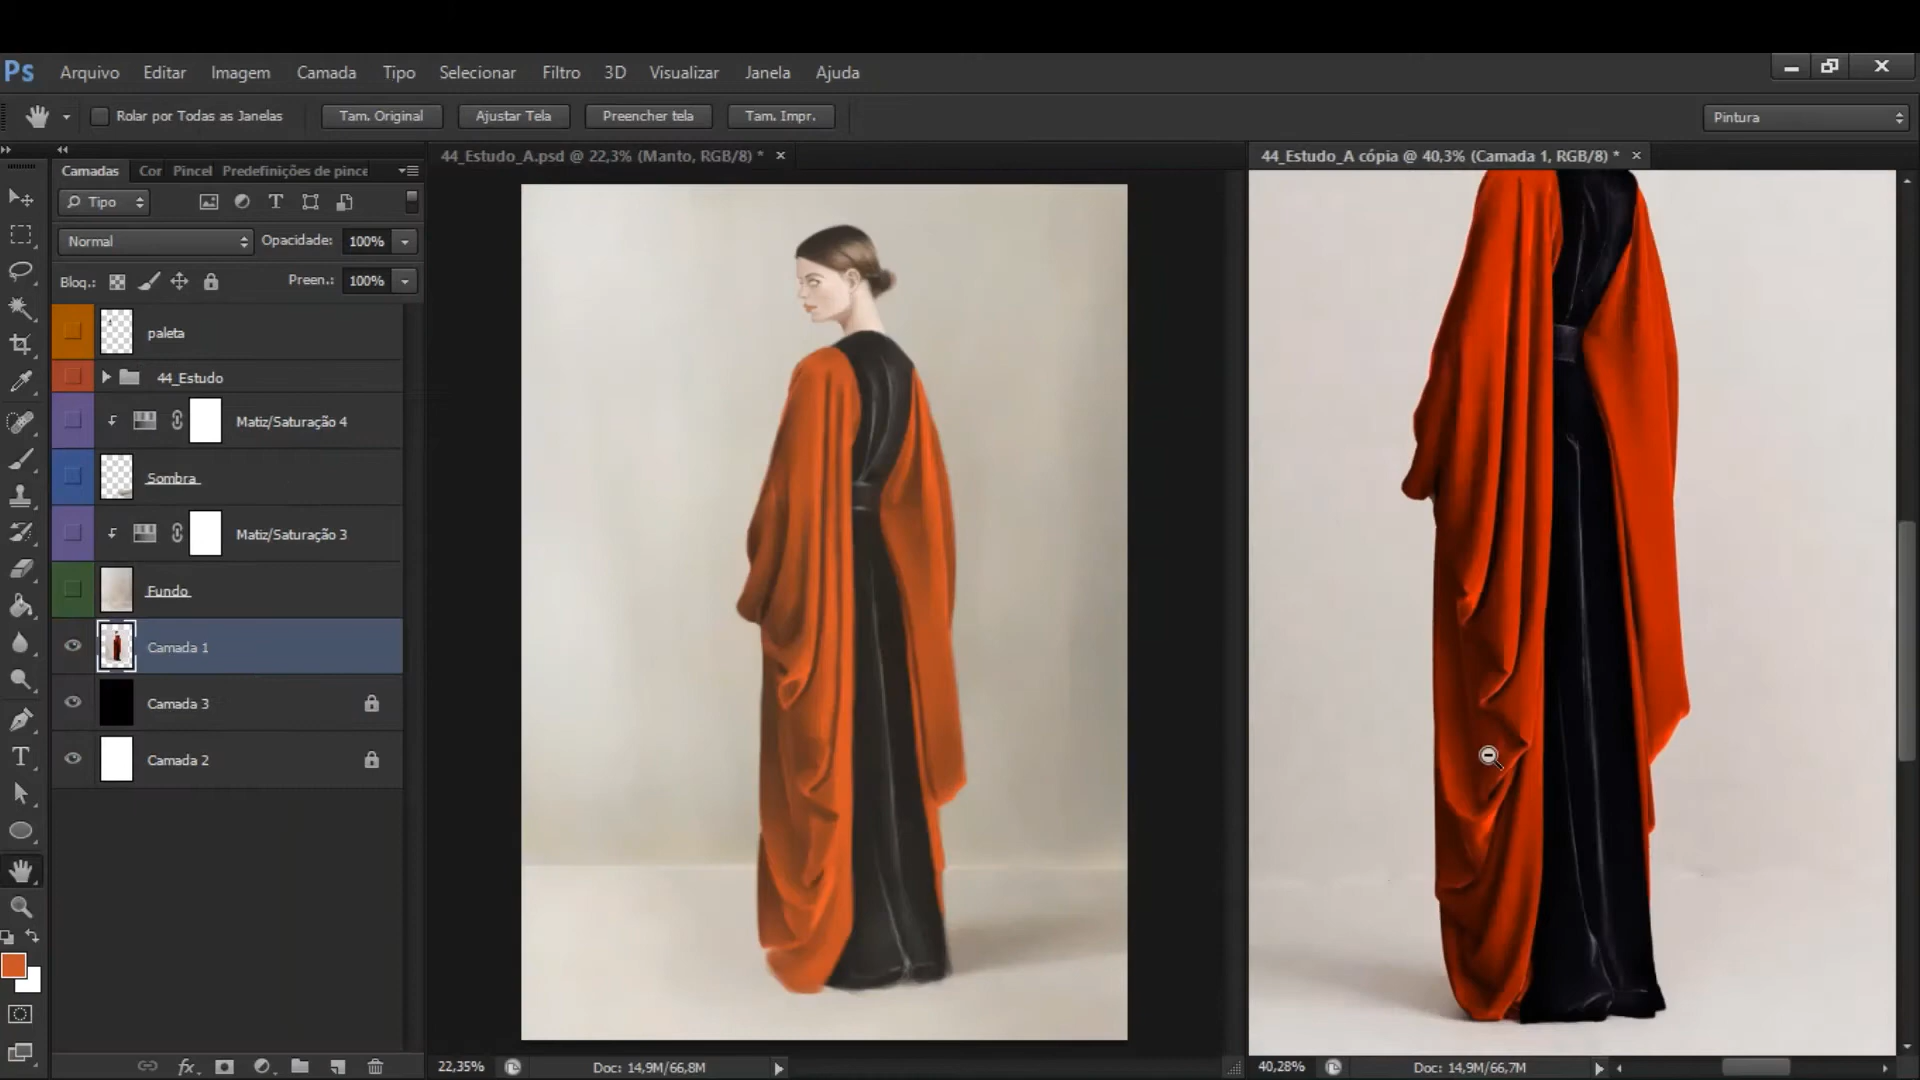 Ps Arquivo Editar Imagem Camada Tipo Selecionar Filtro 3D Visualizar Janela Ajuda
Rolar por Todas as Janelas Tam. Original Ajustar Tela Preencher tela Tam. Impr. Pintura
Camadas Cor Pincel Predefinições de pince
44_Estudo_A.psd @ 22,3% (Manto, RGB/8) *
44_Estudo_A cópia @ 40,3% (Camada 1, RGB/8) *
Tipo
Normal Opacidade: 100%
Bloq.: Preen.: 100%
paleta
44_Estudo
Matiz/Saturação 4
Sombra
Matiz/Saturação 3
Fundo
Camada 1
Camada 3
Camada 2
22,35% Doc: 14,9M/66,8M
40,28% Doc: 14,9M/66,7M